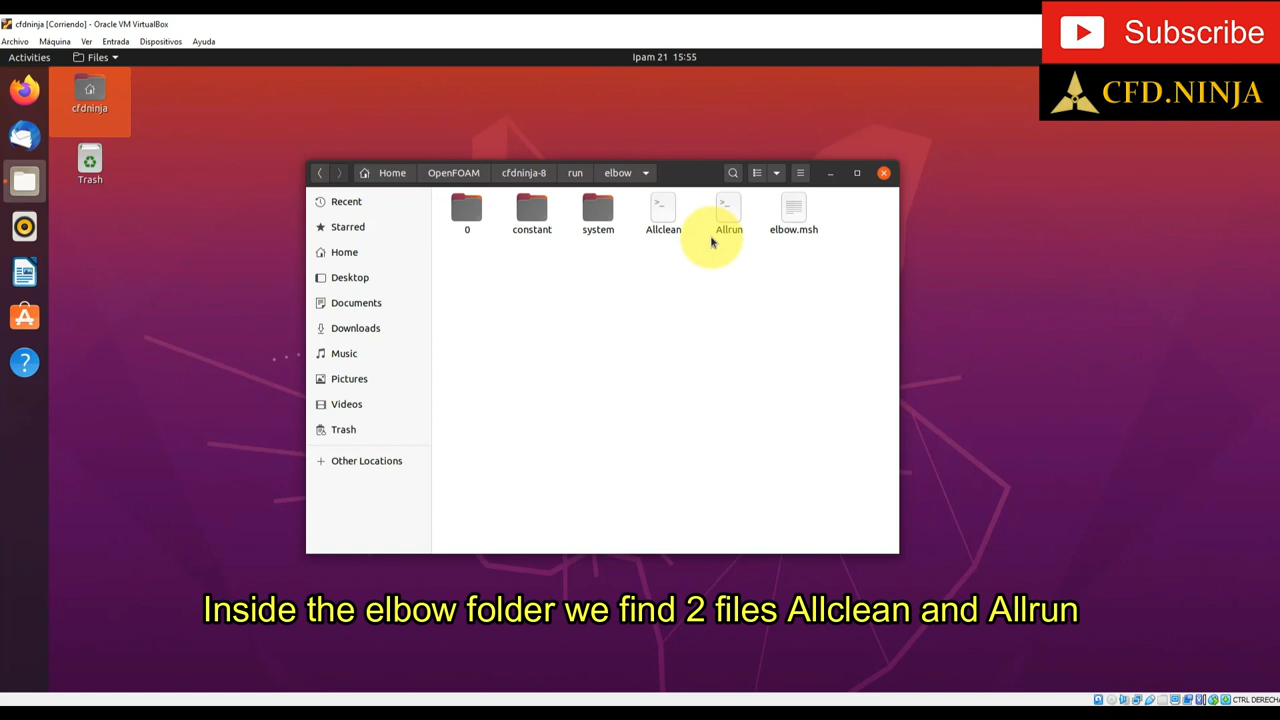 cfdninja [Corriendo] - Oracle VM VirtualBox
Archivo Máquina Ver Entrada Dispositivos Ayuda
Subscribe
CFD.NINJA
Activities Files Ipam 21 15:55
cfdninja
Trash
Home OpenFOAM cfdninja-8 run elbow
Recent
Starred
Home
Desktop
Documents
Downloads
Music
Pictures
Videos
Trash
+ Other Locations
0 constant system Allclean Allrun elbow.msh
Inside the elbow folder we find 2 files Allclean and Allrun
CTRL DERECHA